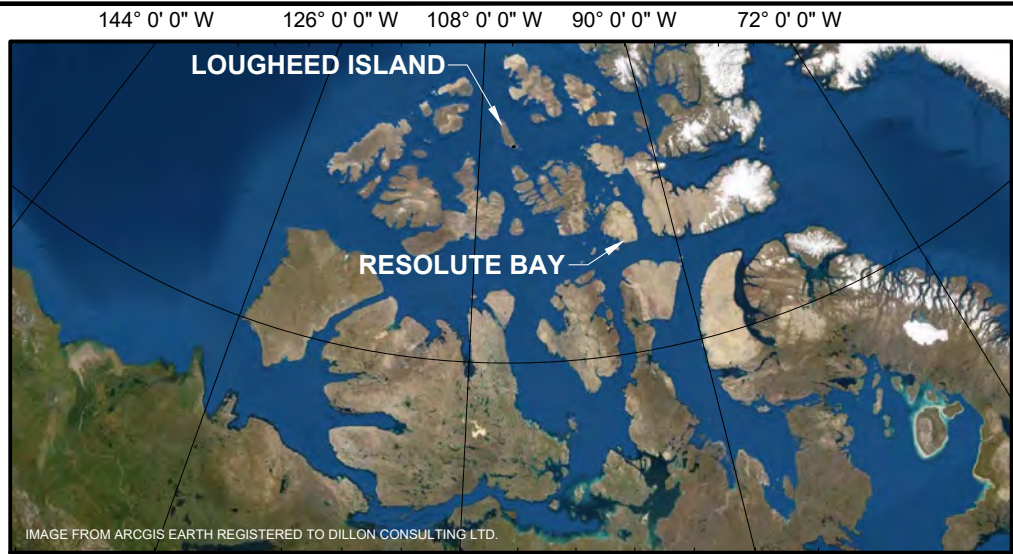 144° 0' 0" W 126° 0' 0" W 108° 0' 0" W 90° 0' 0" W 72° 0' 0" W
LOUGHEED ISLAND
RESOLUTE BAY
IMAGE FROM ARCGIS EARTH REGISTERED TO DILLON CONSULTING LTD.